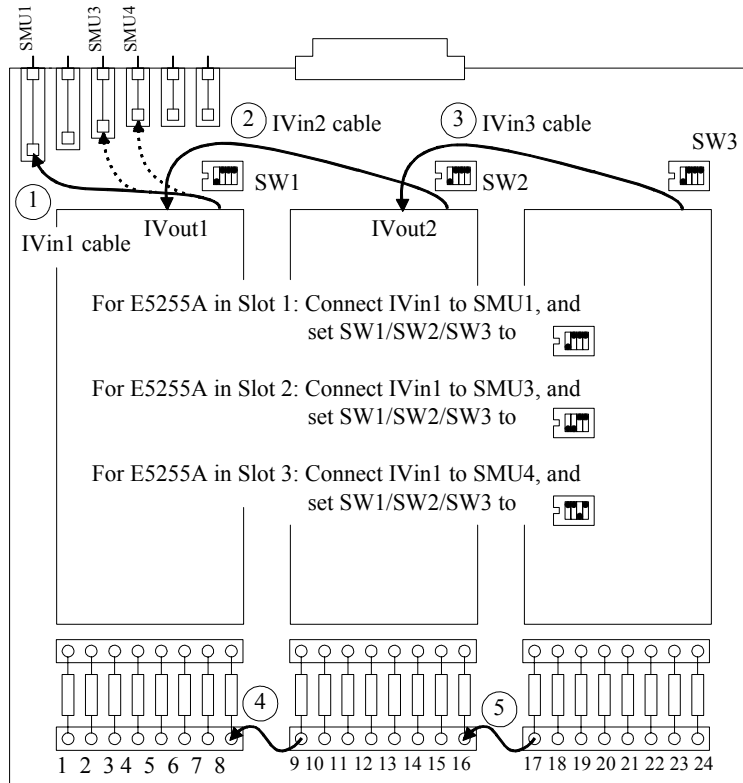 SMU1
SMU3
SMU4
2
IVin2 cable
3
IVin3 cable
SW3
1
SW1
SW2
IVin1 cable
IVout1
IVout2
For E5255A in Slot 1: Connect IVin1 to SMU1, and
set SW1/SW2/SW3 to
For E5255A in Slot 2: Connect IVin1 to SMU3, and
set SW1/SW2/SW3 to
For E5255A in Slot 3: Connect IVin1 to SMU4, and
set SW1/SW2/SW3 to
4
5
1 2 3 4 5 6 7 8
9 10 11 12 13 14 15 16
17 18 19 20 21 22 23 24